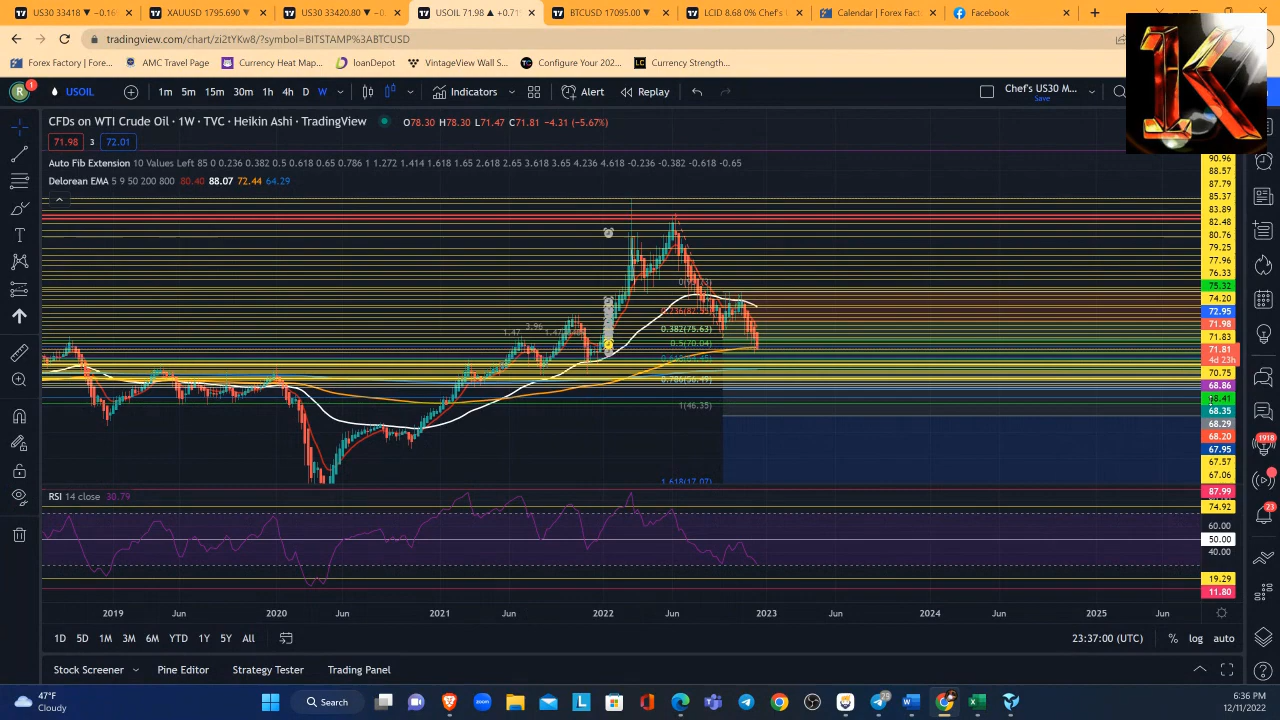 US30 33418 ▼ −0.16
XAUUSD 1795.690
US30 33420.80 ▲ +0.
USOIL 71.98 ▲ +0.71
BTCUSD 17095.00 ▼
LCID 8.68 0% Chef's L
Calendar | Forex Fact
Facebook
tradingview.com/chart/zi2tYKw8/?symbol=BITSTAMP%3ABTCUSD
Forex Factory | Fore...
AMC Travel Page
Currency Heat Map...
loanDepot
VintageView Wall S...
Configure Your 202...
Currency Strength...
1K
R
1
USOIL
1m 5m 15m 30m 1h 4h D W
Indicators
Alert
Replay
Chef's US30 M...
Save
CFDs on WTI Crude Oil · 1W · TVC · Heikin Ashi · TradingView
O78.30 H78.30 L71.47 C71.81 −4.31 (−5.67%)
71.98 3 72.01
Auto Fib Extension 10 Values Left 85 0 0.236 0.382 0.5 0.618 0.65 0.786 1 1.272 1.414 1.618 1.65 2.618 2.65 3.618 3.65 4.236 4.618 -0.236 -0.382 -0.618 -0.65
Delorean EMA 5 9 50 200 800 80.40 88.07 72.44 64.29
0.382(75.63)
0.5(70.04)
1(46.35)
1.618(17.07)
90.96
88.57
87.79
85.37
83.89
82.48
80.76
79.25
77.96
76.33
75.32
74.20
72.95
71.98
71.83
71.81
4d 23h
70.75
68.86
68.41
68.35
68.29
68.20
67.95
67.57
67.06
RSI 14 close 30.79
87.99
74.92
60.00
50.00
40.00
19.29
11.80
1918
23
2019 Jun 2020 Jun 2021 Jun 2022 Jun 2023 Jun 2024 Jun 2025 Jun
1D 5D 1M 3M 6M YTD 1Y 5Y All
23:37:00 (UTC)
% log auto
Stock Screener
Pine Editor
Strategy Tester
Trading Panel
47°F
Cloudy
Search
25
6:36 PM
12/11/2022